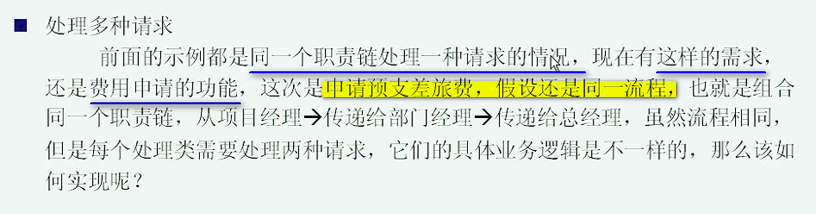 处理多种请求
前面的示例都是同一个职责链处理一种请求的情况，现在有这样的需求，
还是费用申请的功能，这次是申请预支差旅费，假设还是同一流程，也就是组合
同一个职责链，从项目经理→传递给部门经理→传递给总经理，虽然流程相同，
但是每个处理类需要处理两种请求，它们的具体业务逻辑是不一样的，那么该如
何实现呢？